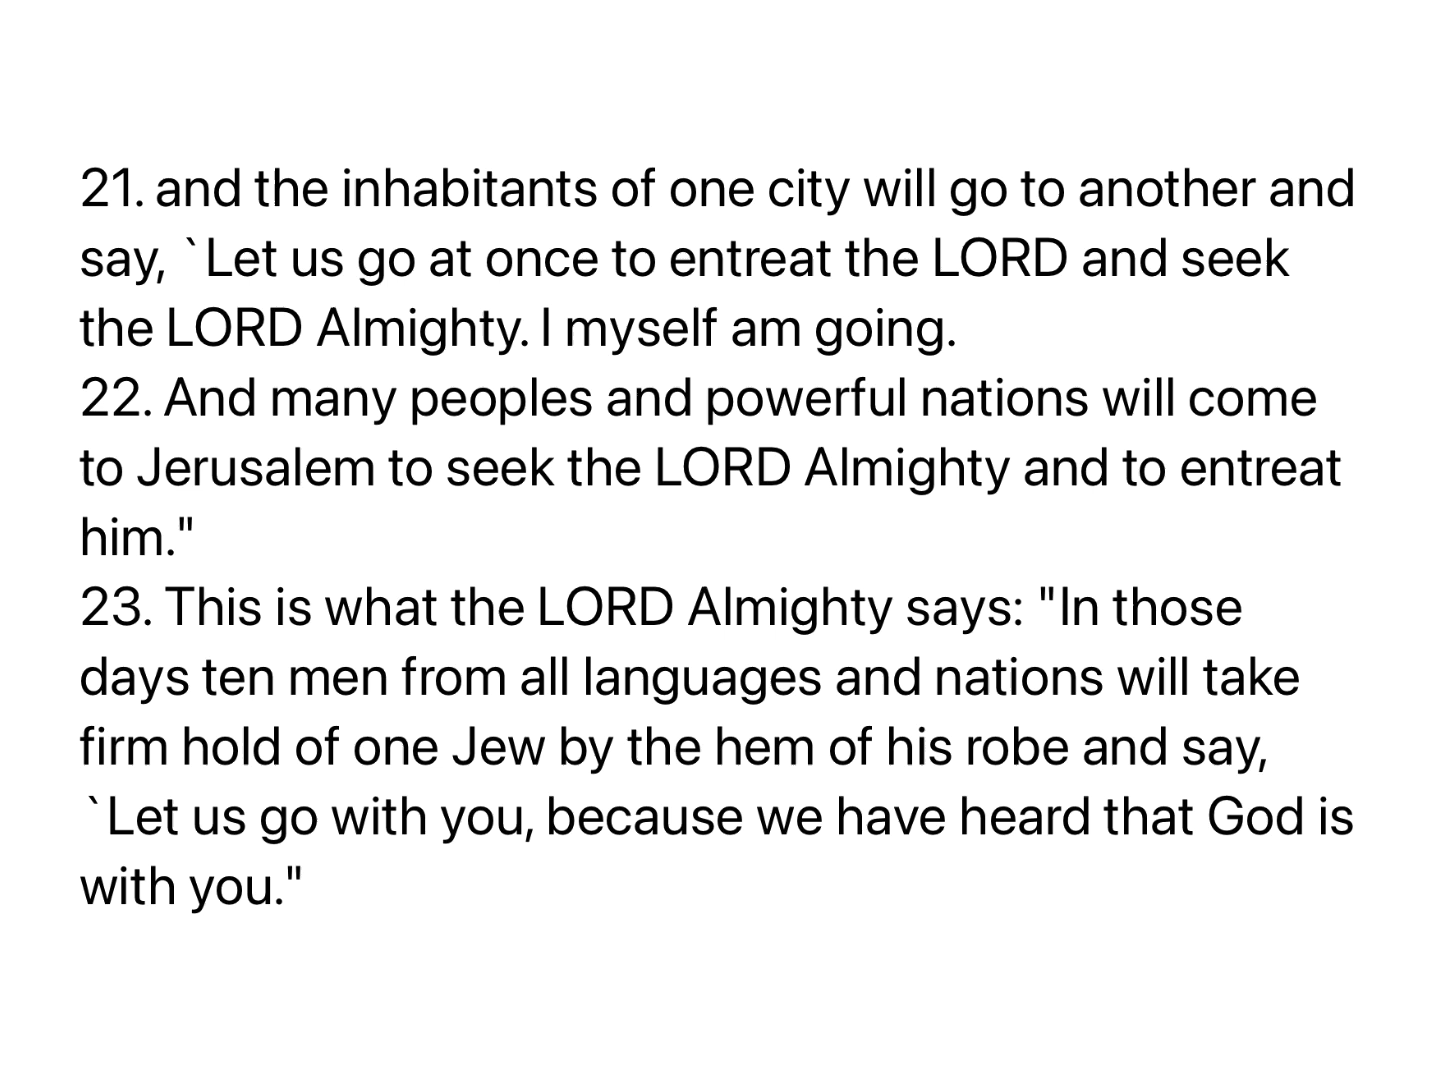 21. and the inhabitants of one city will go to another and
say, `Let us go at once to entreat the LORD and seek
the LORD Almighty. I myself am going.
22. And many peoples and powerful nations will come
to Jerusalem to seek the LORD Almighty and to entreat
him."
23. This is what the LORD Almighty says: "In those
days ten men from all languages and nations will take
firm hold of one Jew by the hem of his robe and say,
`Let us go with you, because we have heard that God is
with you."